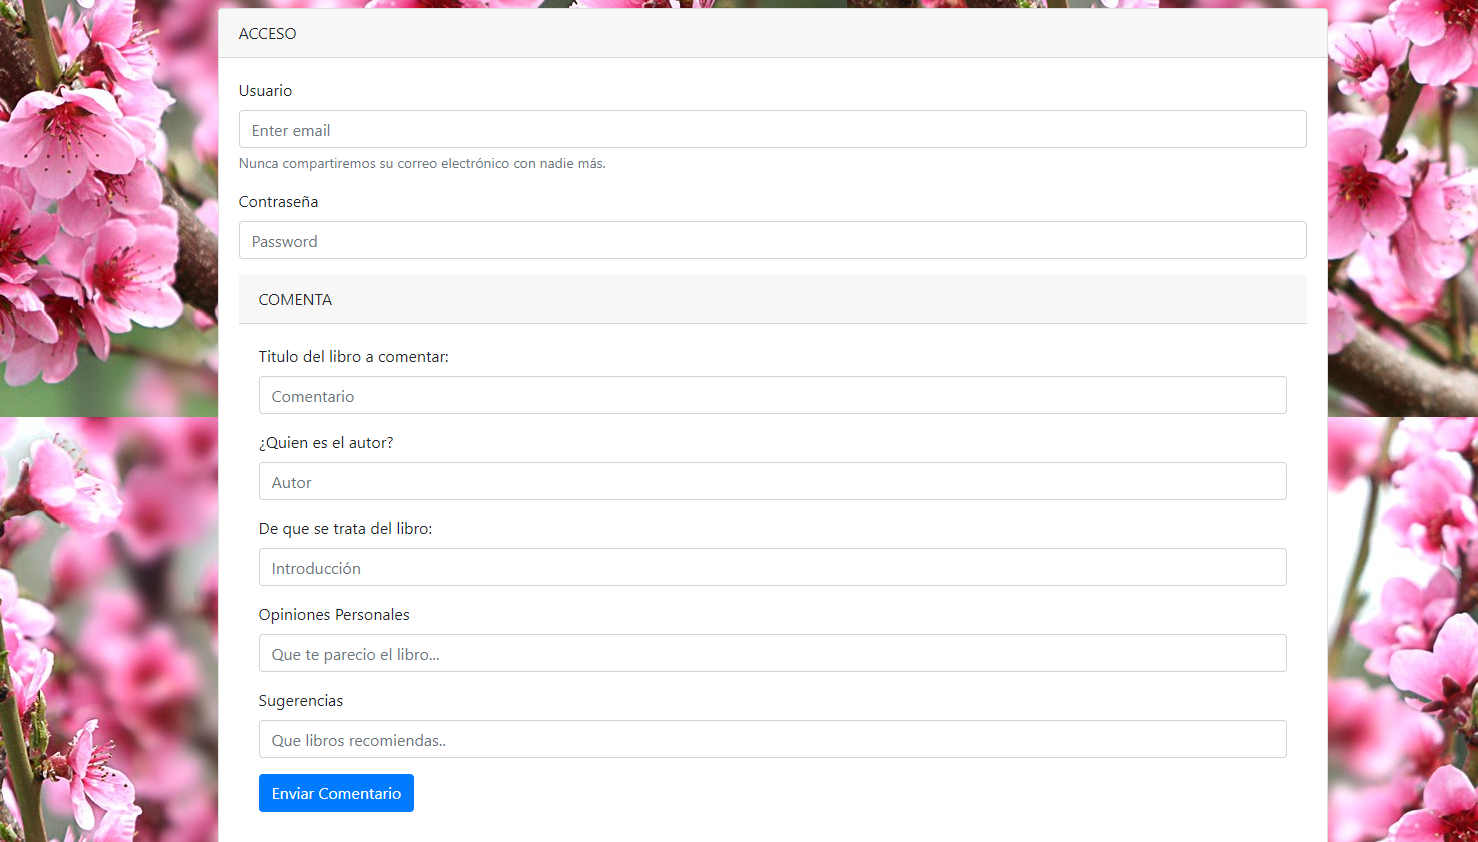 ACCESO
Usuario
Enter email
Nunca compartiremos su correo electrónico con nadie más.
Contraseña
Password
COMENTA
Titulo del libro a comentar:
Comentario
¿Quien es el autor?
Autor
De que se trata del libro:
Introducción
Opiniones Personales
Que te parecio el libro...
Sugerencias
Que libros recomiendas..
Enviar Comentario